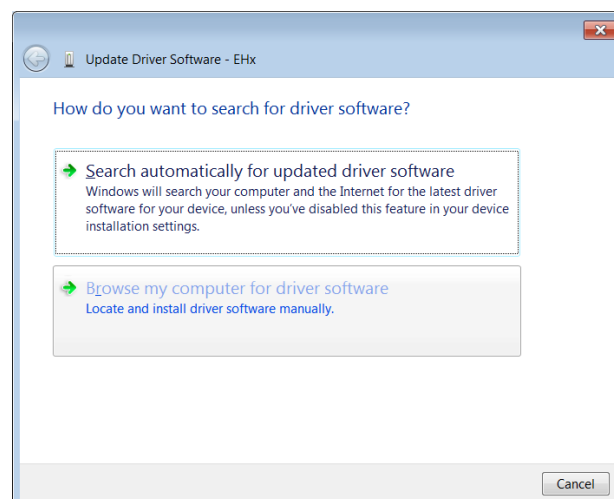 Update Driver Software - EHx
How do you want to search for driver software?
Search automatically for updated driver software
Windows will search your computer and the Internet for the latest driver
software for your device, unless you've disabled this feature in your device
installation settings.
Browse my computer for driver software
Locate and install driver software manually.
Cancel